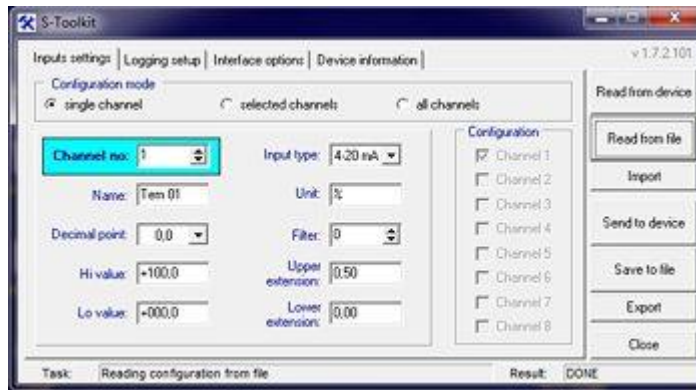 S-Toolkit
Inputs settings | Logging setup | Interface options | Device information |
v 1.7.2.101
Configuration mode
single channel selected channels all channels
Channel no: 1
Input type: 4-20 mA
Name: Tem 01
Unit: %
Decimal point: 0,0
Filter: 0
Hi value: +100,0
Upper extension: 0,50
Lo value: +000,0
Lower extension: 0,00
Configuration
Channel 1
Channel 2
Channel 3
Channel 4
Channel 5
Channel 6
Channel 7
Channel 8
Read from device
Read from file
Import
Send to device
Save to file
Export
Close
Task: Reading configuration from file
Result: DONE